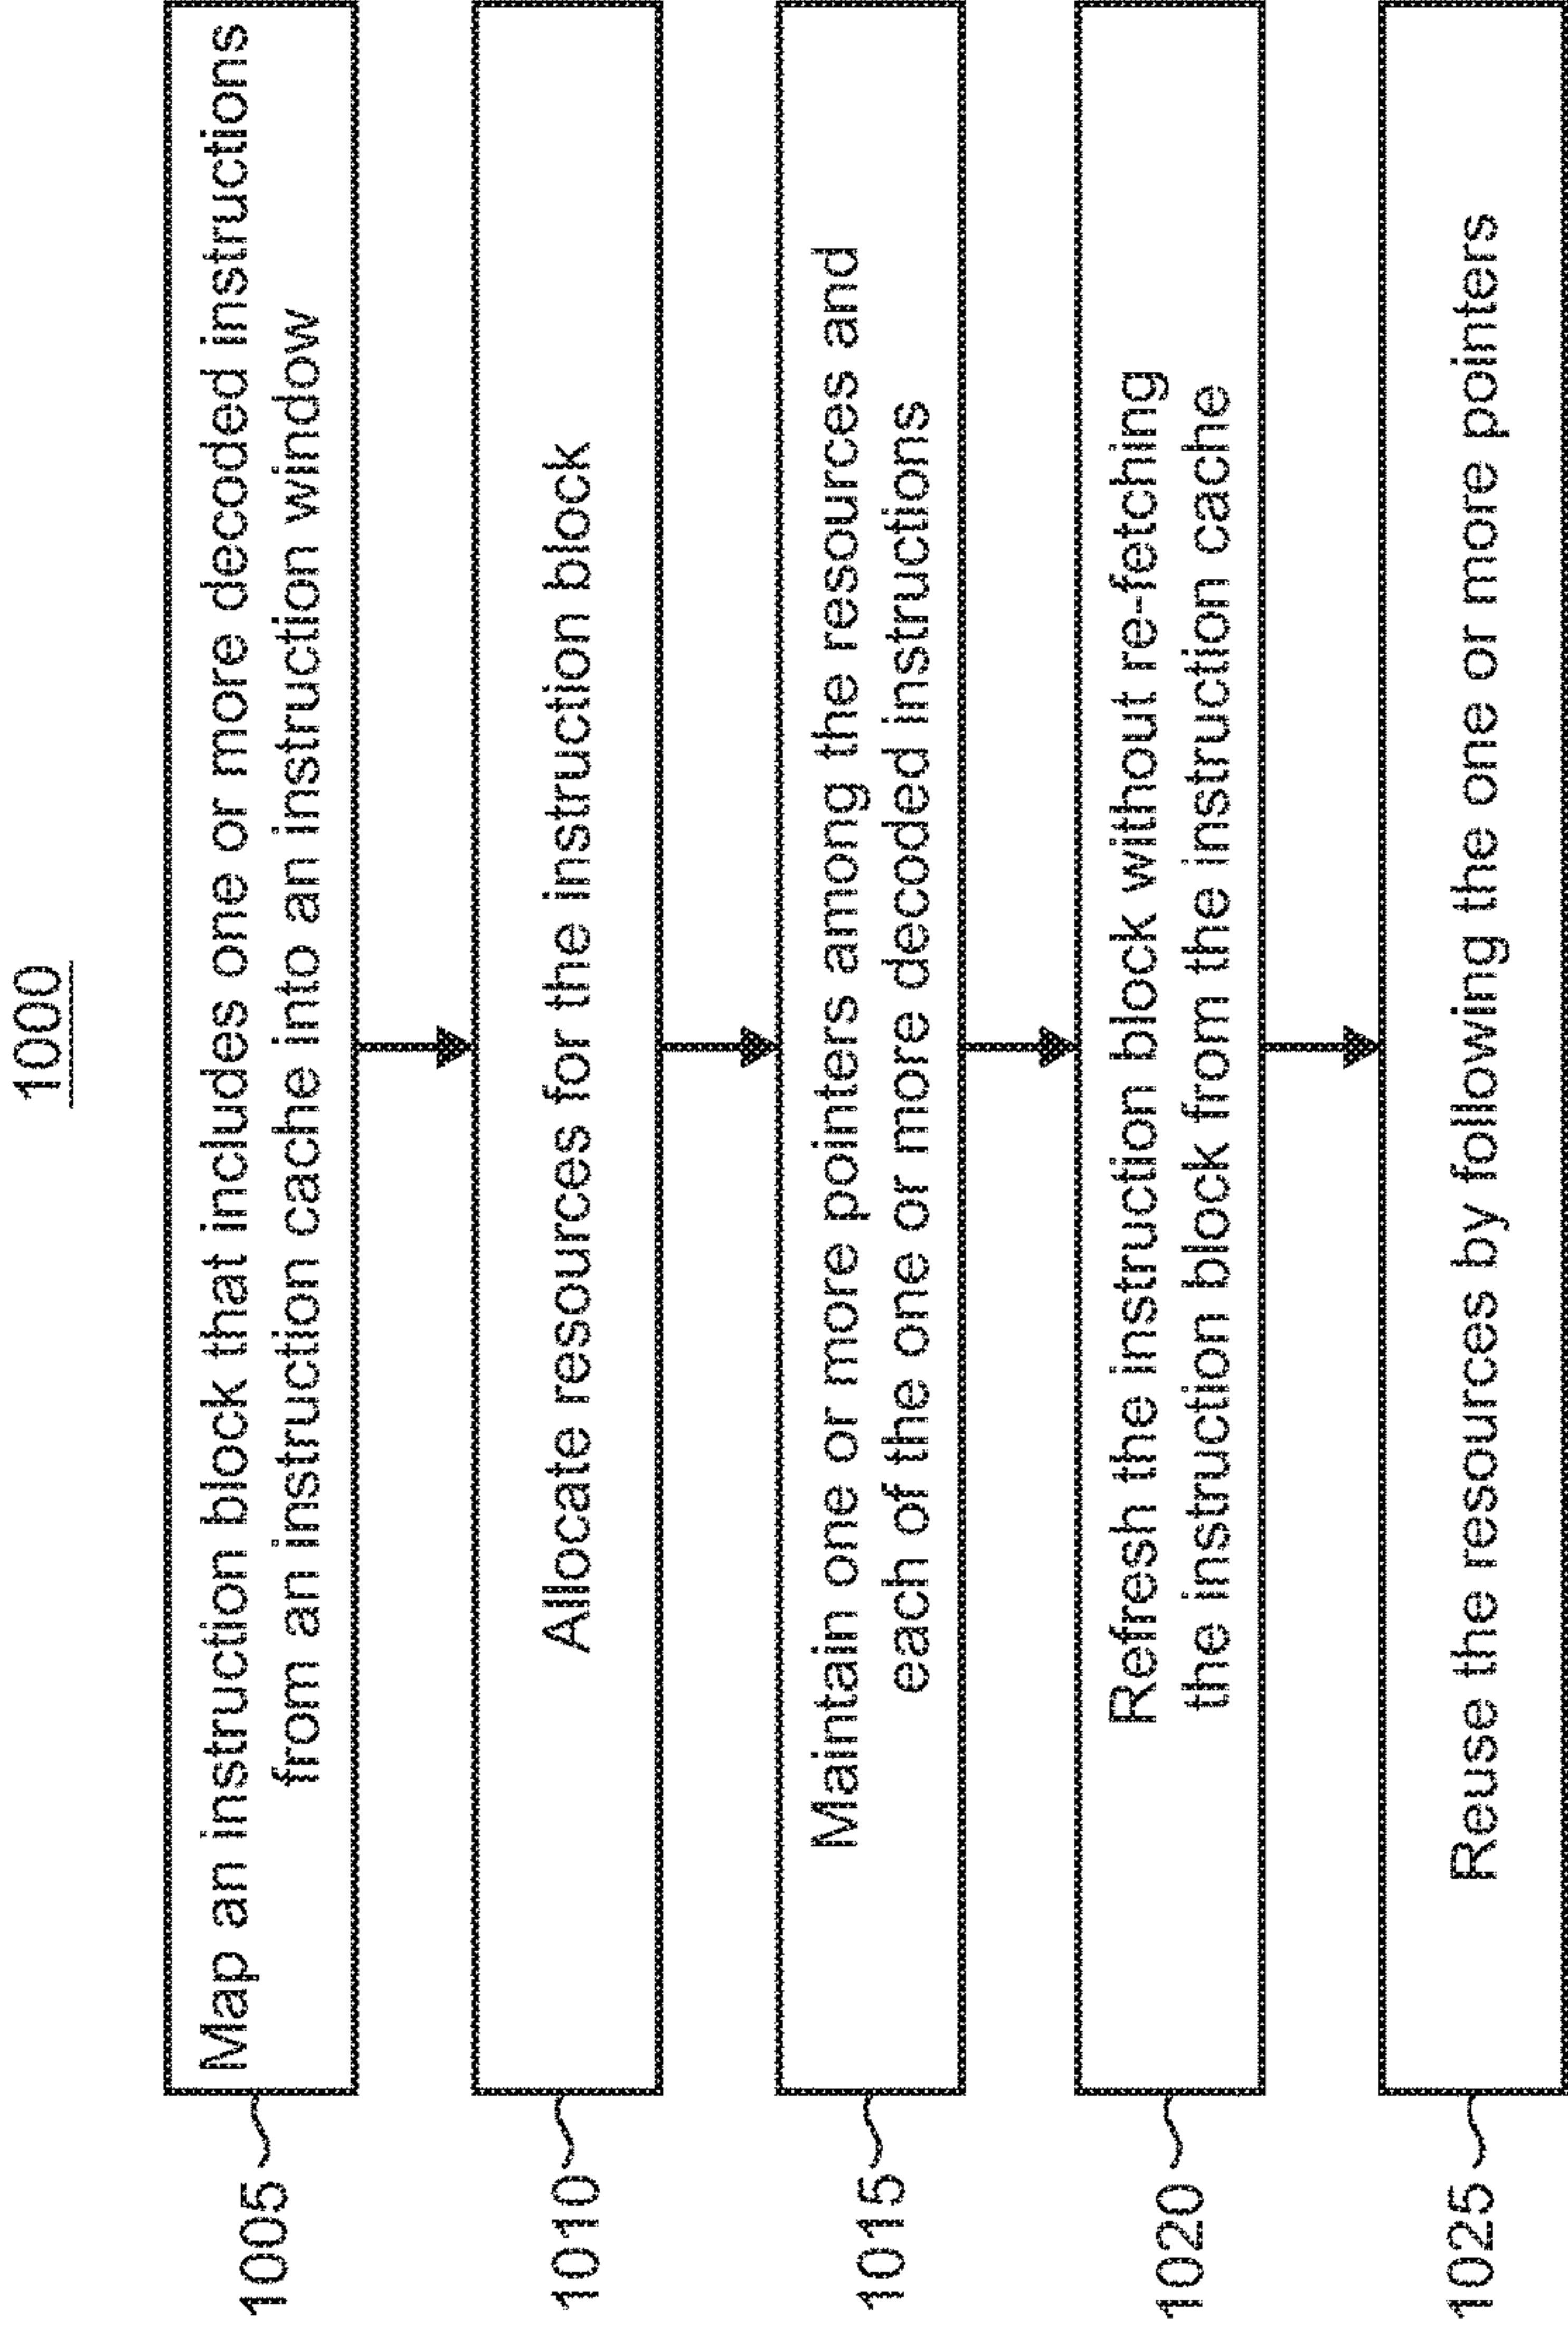 1000
1005
Map an instruction block that includes one or more decoded instructions
from an instruction cache into an instruction window
1010
Allocate resources for the instruction block
1015
Maintain one or more pointers among the resources and
each of the one or more decoded instructions
1020
Refresh the instruction block without re-fetching
the instruction block from the instruction cache
1025
Reuse the resources by following the one or more pointers